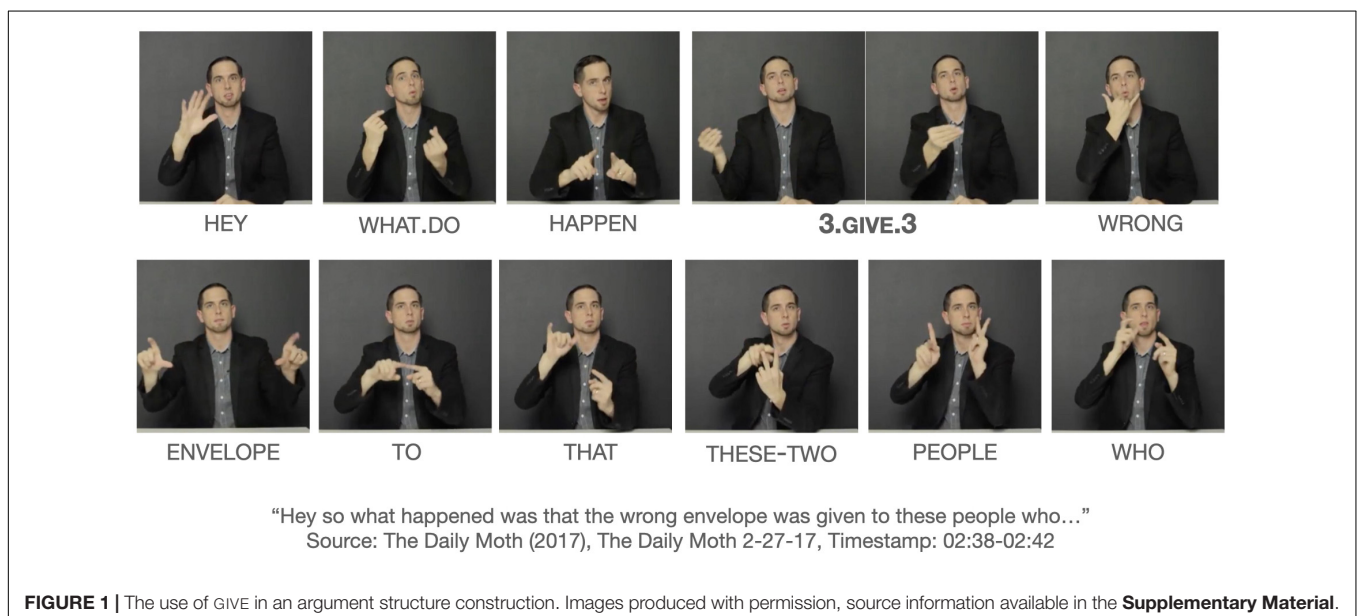 HEY WHAT.DO HAPPEN 3.GIVE.3 WRONG
ENVELOPE TO THAT THESE-TWO PEOPLE WHO
“Hey so what happened was that the wrong envelope was given to these people who…”
Source: The Daily Moth (2017), The Daily Moth 2-27-17, Timestamp: 02:38-02:42
FIGURE 1 | The use of GIVE in an argument structure construction. Images produced with permission, source information available in the Supplementary Material.